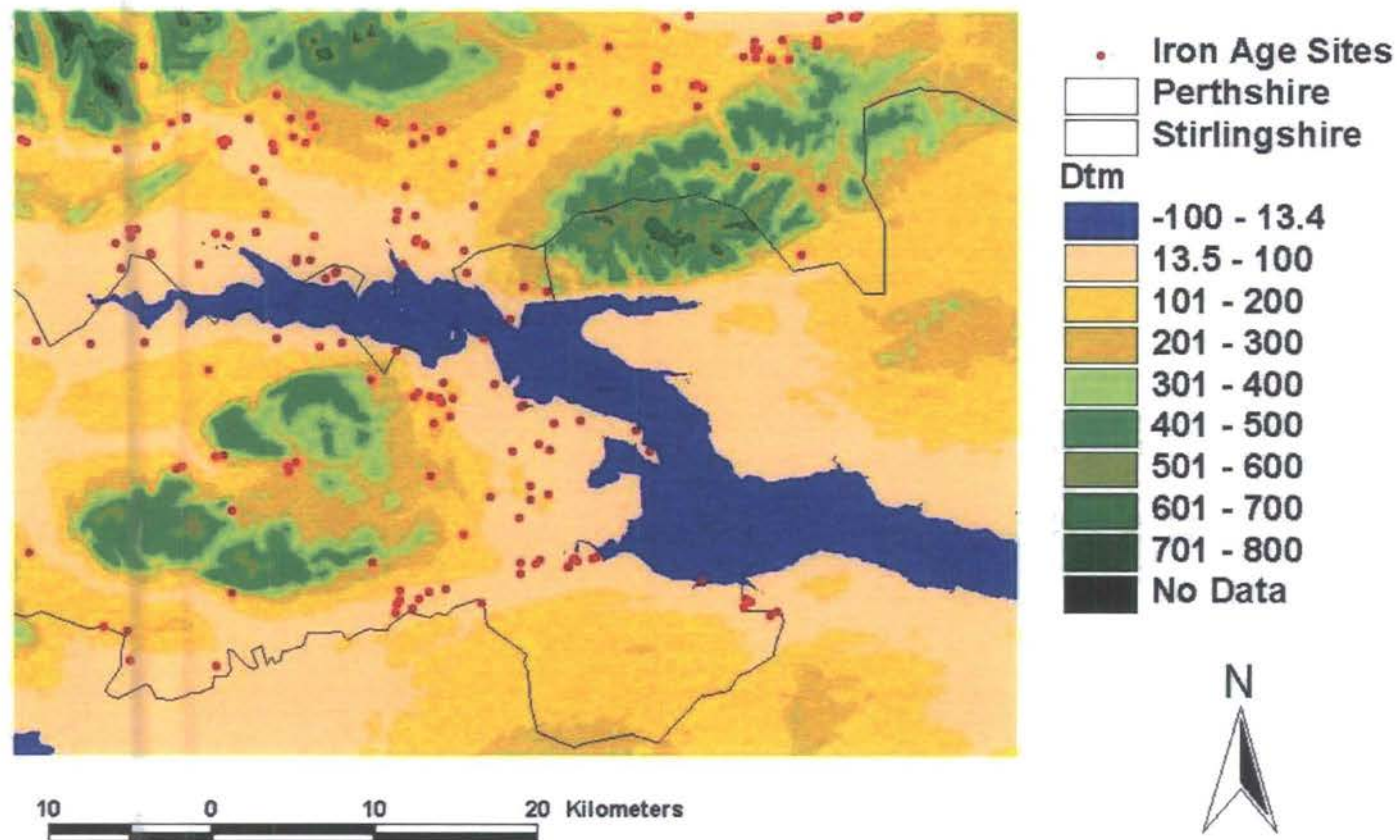 Iron Age Sites
Perthshire
Stirlingshire
Dtm
-100 - 13.4
13.5 - 100
101 - 200
201 - 300
301 - 400
401 - 500
501 - 600
601 - 700
701 - 800
No Data
N
10 0 10 20 Kilometers